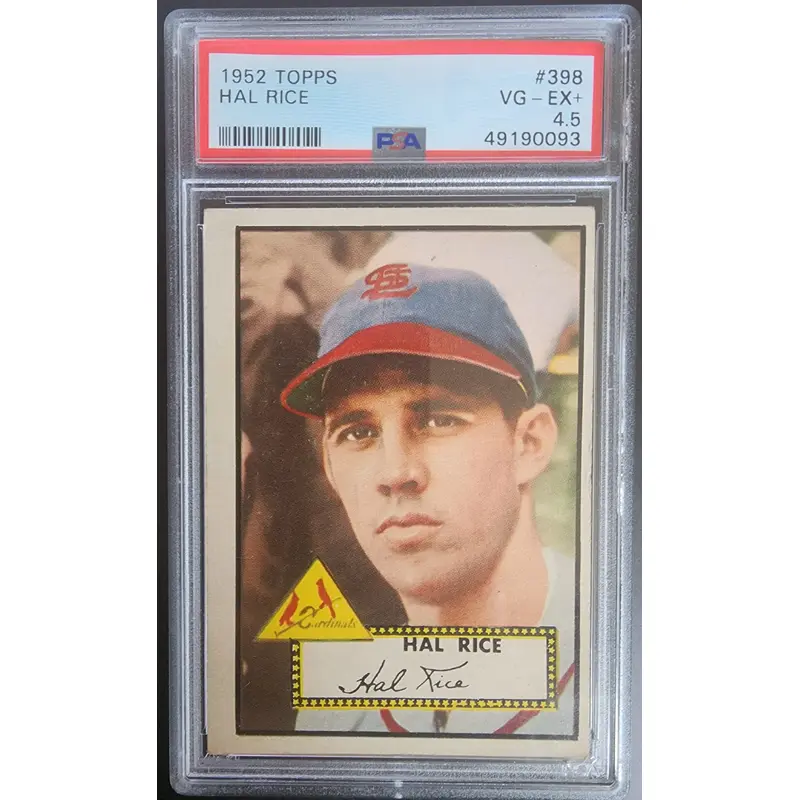 1952 TOPPS #398
HAL RICE VG - EX+
4.5
PSA 49190093
StL
Cardinals
HAL RICE
Hal Rice